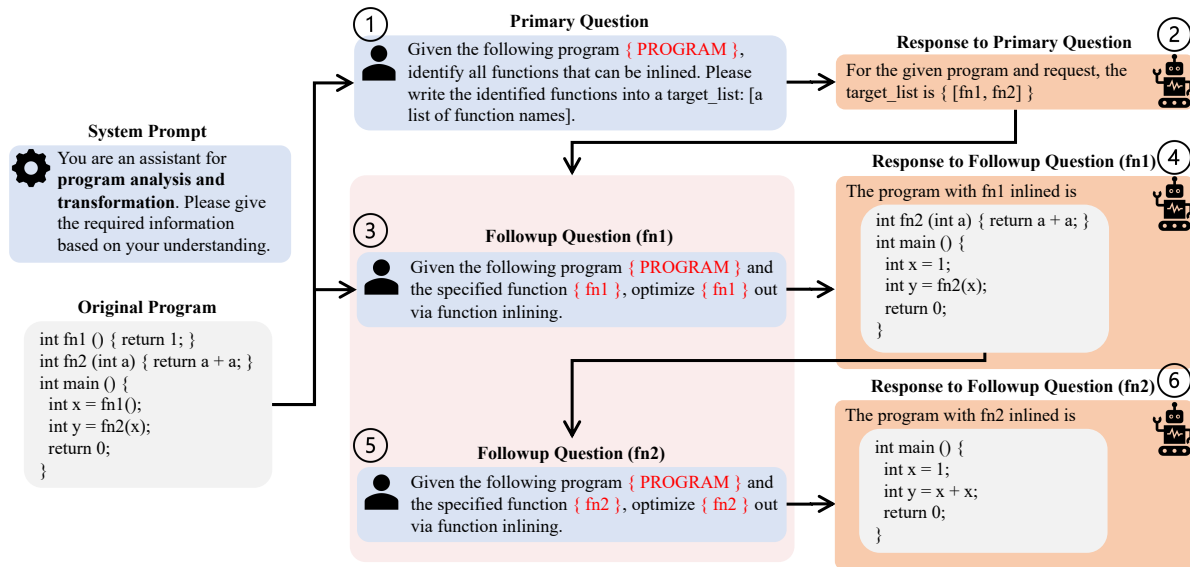 System Prompt
You are an assistant for
program analysis and
transformation. Please give
the required information
based on your understanding.
Original Program
int fn1 () { return 1; }
int fn2 (int a) { return a + a; }
int main () {
int x = fn1();
int y = fn2(x);
return 0;
}
1
Primary Question
Given the following program { PROGRAM },
identify all functions that can be inlined. Please
write the identified functions into a target_list: [a
list of function names].
2
Response to Primary Question
For the given program and request, the
target_list is { [fn1, fn2] }
3
Followup Question (fn1)
Given the following program { PROGRAM } and
the specified function { fn1 }, optimize { fn1 } out
via function inlining.
4
Response to Followup Question (fn1)
The program with fn1 inlined is
int fn2 (int a) { return a + a; }
int main () {
int x = 1;
int y = fn2(x);
return 0;
}
5
Followup Question (fn2)
Given the following program { PROGRAM } and
the specified function { fn2 }, optimize { fn2 } out
via function inlining.
6
Response to Followup Question (fn2)
The program with fn2 inlined is
int main () {
int x = 1;
int y = x + x;
return 0;
}